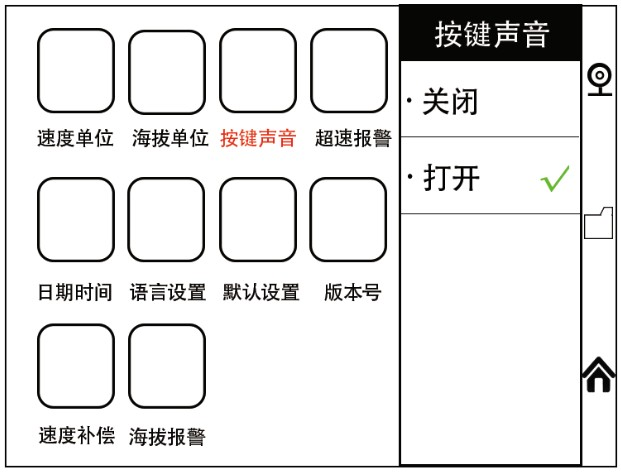 速度单位 海拔单位 按键声音 超速报警
日期时间 语言设置 默认设置 版本号
速度补偿 海拔报警
按键声音
· 关闭
· 打开